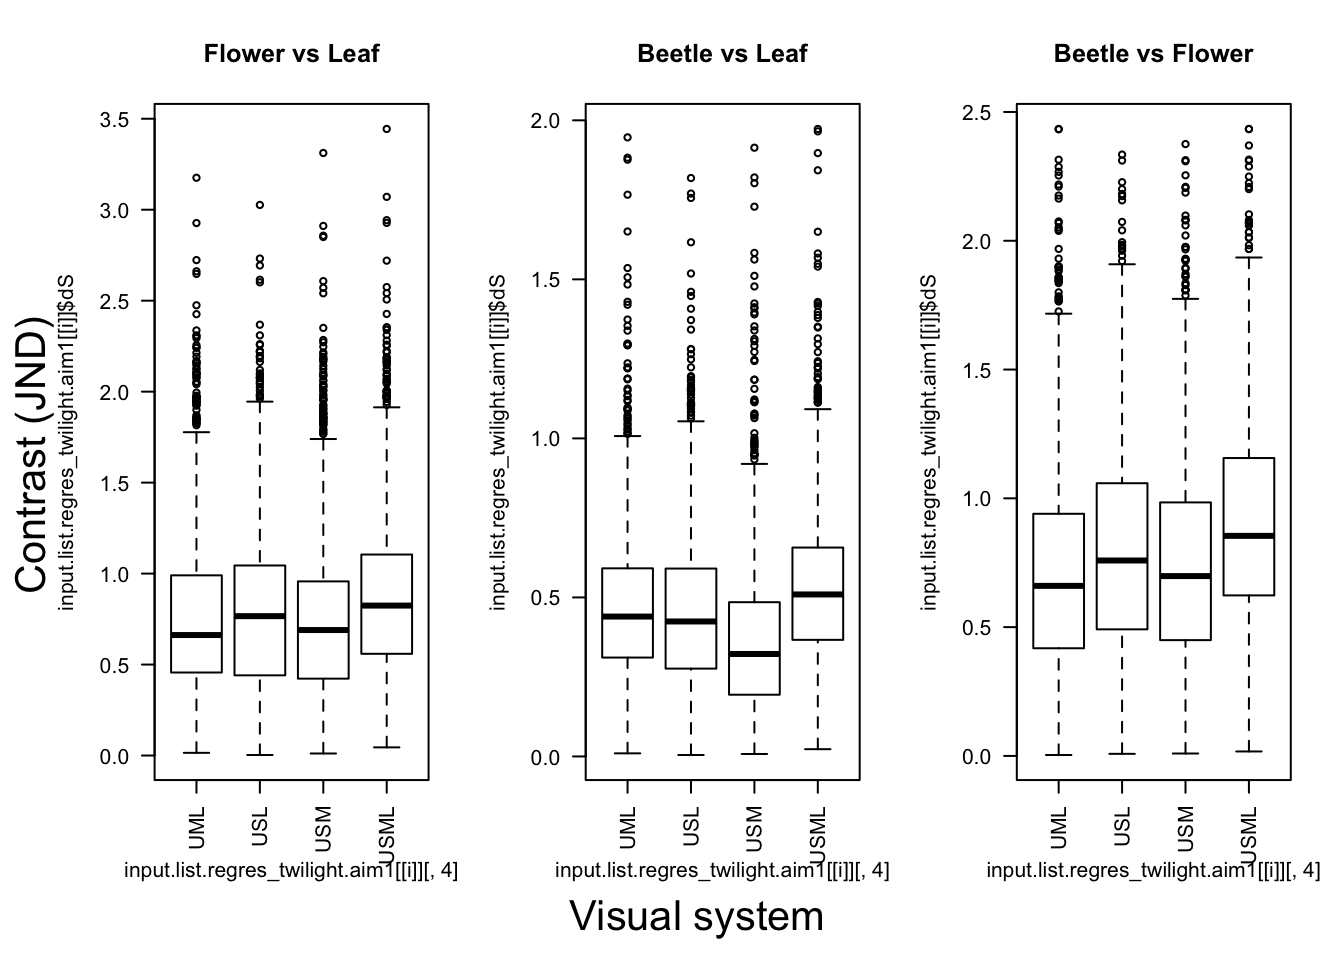 Flower vs Leaf
Contrast (JND)
input.list.regres_twilight.aim1[[i]]$dS
3.5
3.0
2.5
2.0
1.5
1.0
0.5
0.0
UML
USL
USM
USML
input.list.regres_twilight.aim1[[i]][, 4]
Beetle vs Leaf
input.list.regres_twilight.aim1[[i]]$dS
2.0
1.5
1.0
0.5
0.0
UML
USL
USM
USML
input.list.regres_twilight.aim1[[i]][, 4]
Beetle vs Flower
input.list.regres_twilight.aim1[[i]]$dS
2.5
2.0
1.5
1.0
0.5
0.0
UML
USL
USM
USML
input.list.regres_twilight.aim1[[i]][, 4]
Visual system